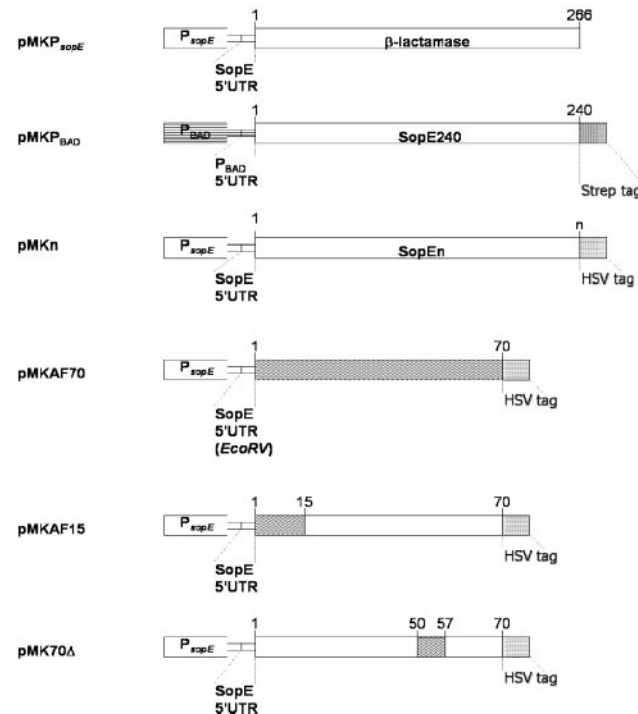 1 266
pMKPsopE PsopE β-lactamase
SopE
5'UTR
1 240
pMKPBAD PBAD SopE240
PBAD
5'UTR
Strep tag
1 n
pMKn PsopE SopEn
SopE
5'UTR
HSV tag
1 70
pMKAF70 PsopE
HSV tag
SopE
5'UTR
(EcoRV)
1 15 70
pMKAF15 PsopE
HSV tag
SopE
5'UTR
1 50 57 70
pMK70Δ PsopE
HSV tag
SopE
5'UTR